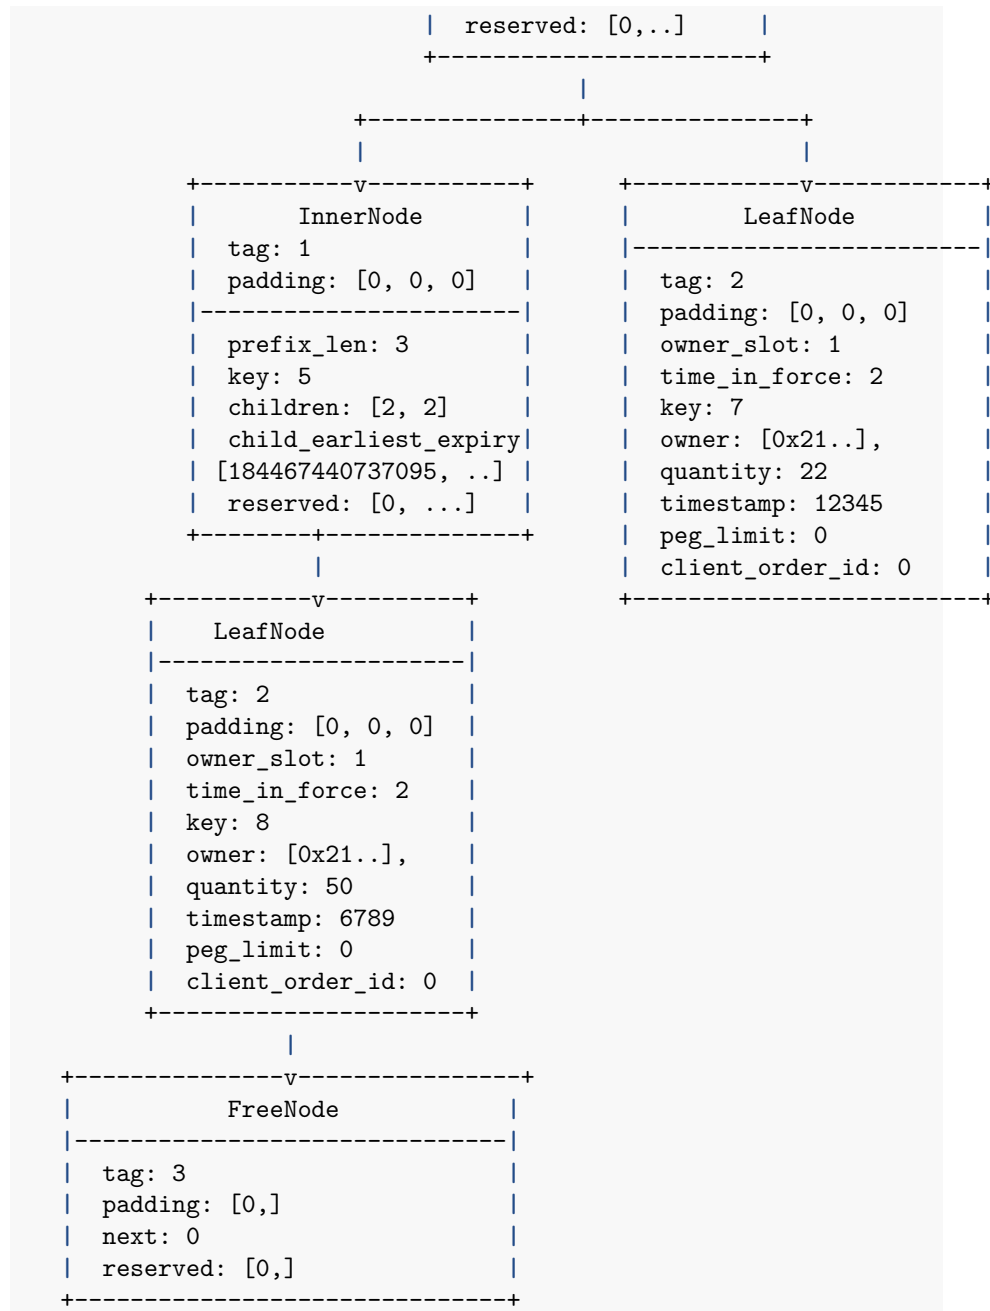 |  reserved: [0,..]     |
+-----------------------+
|
+---------------+---------------+
|                               |
+-----------v-----------+      +------------v------------+
|       InnerNode       |      |        LeafNode         |
|  tag: 1               |      |-------------------------|
|  padding: [0, 0, 0]   |      |  tag: 2                 |
|-----------------------|      |  padding: [0, 0, 0]     |
|  prefix_len: 3        |      |  owner_slot: 1          |
|  key: 5               |      |  time_in_force: 2       |
|  children: [2, 2]     |      |  key: 7                 |
|  child_earliest_expiry|      |  owner: [0x21..],       |
| [184467440737095, ..] |      |  quantity: 22           |
|  reserved: [0, ...]   |      |  timestamp: 12345       |
+--------+--------------+      |  peg_limit: 0           |
|                   |  client_order_id: 0     |
+-----------v----------+          +-------------------------+
|    LeafNode          |
|----------------------|
|  tag: 2              |
|  padding: [0, 0, 0]  |
|  owner_slot: 1       |
|  time_in_force: 2    |
|  key: 8              |
|  owner: [0x21..],    |
|  quantity: 50        |
|  timestamp: 6789     |
|  peg_limit: 0        |
|  client_order_id: 0  |
+----------------------+
|
+---------------v----------------+
|           FreeNode            |
|-------------------------------|
|  tag: 3                       |
|  padding: [0,]                |
|  next: 0                      |
|  reserved: [0,]               |
+-------------------------------+